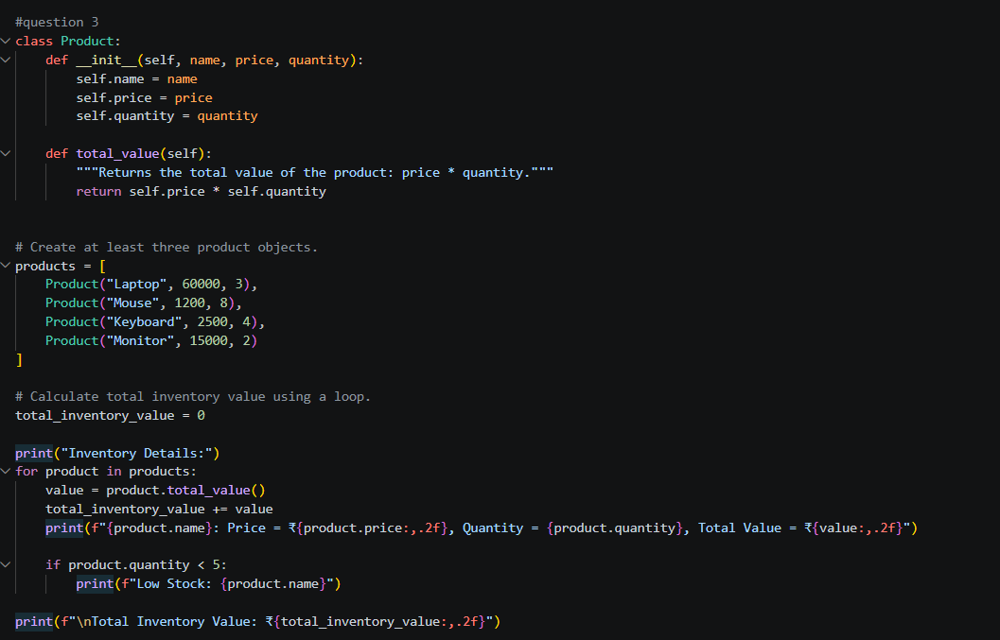 #question 3
class Product:
    def __init__(self, name, price, quantity):
        self.name = name
        self.price = price
        self.quantity = quantity

    def total_value(self):
        """Returns the total value of the product: price * quantity."""
        return self.price * self.quantity


# Create at least three product objects.
products = [
    Product("Laptop", 60000, 3),
    Product("Mouse", 1200, 8),
    Product("Keyboard", 2500, 4),
    Product("Monitor", 15000, 2)
]

# Calculate total inventory value using a loop.
total_inventory_value = 0

print("Inventory Details:")
for product in products:
    value = product.total_value()
    total_inventory_value += value
    print(f"{product.name}: Price = ₹{product.price:,.2f}, Quantity = {product.quantity}, Total Value = ₹{value:,.2f}")

    if product.quantity < 5:
        print(f"Low Stock: {product.name}")

print(f"\nTotal Inventory Value: ₹{total_inventory_value:,.2f}")